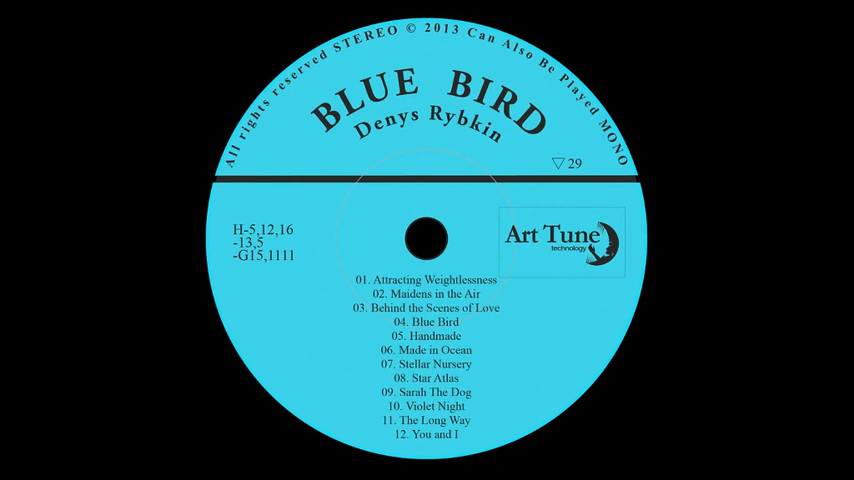 All rights reserved STEREO © 2013 Can Also Be Played MONO
BLUE BIRD
Denys Rybkin
▽ 29
H-5,12,16
-13,5
-G15,1111
Art Tune
technology
01. Attracting Weightlessness
02. Maidens in the Air
03. Behind the Scenes of Love
04. Blue Bird
05. Handmade
06. Made in Ocean
07. Stellar Nursery
08. Star Atlas
09. Sarah The Dog
10. Violet Night
11. The Long Way
12. You and I